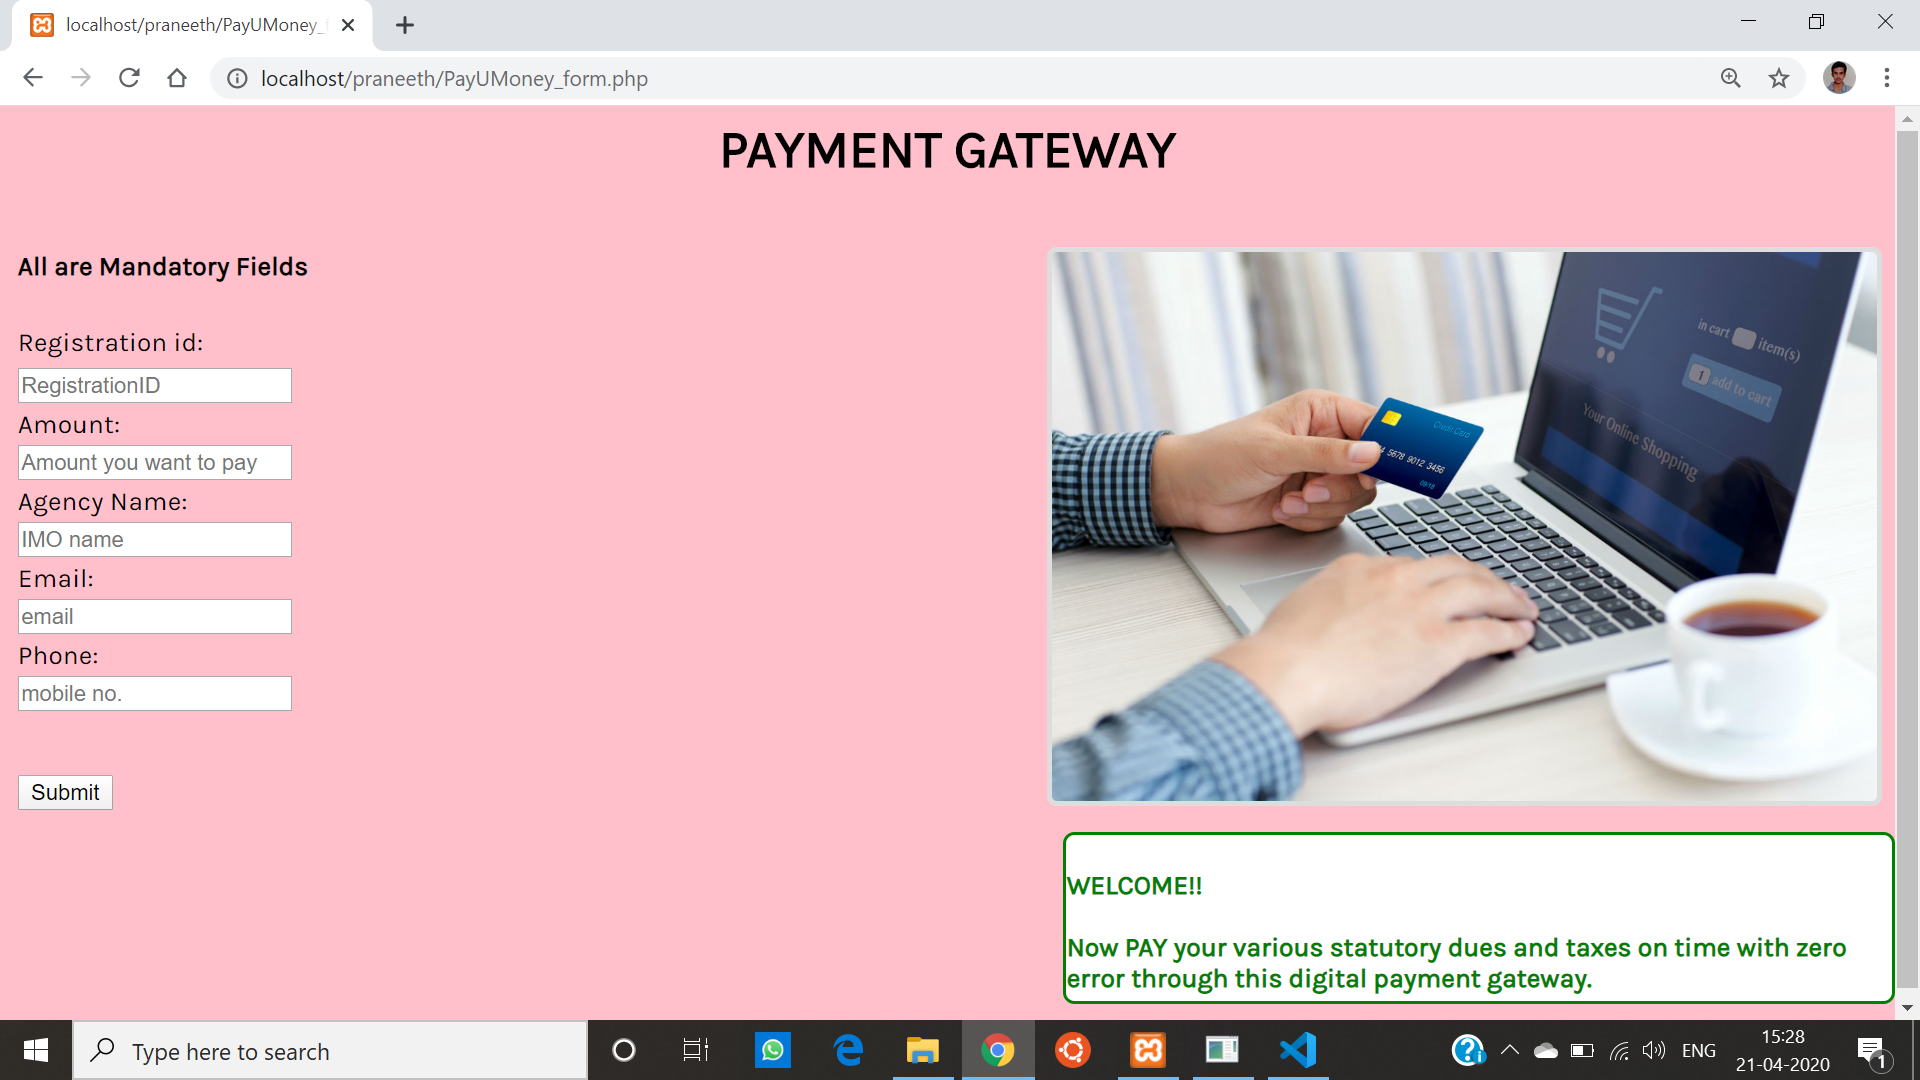 localhost/praneeth/PayUMoney_
localhost/praneeth/PayUMoney_form.php
PAYMENT GATEWAY
All are Mandatory Fields
Registration id:
RegistrationID
Amount:
Amount you want to pay
Agency Name:
IMO name
Email:
email
Phone:
mobile no.
Submit
in cart item(s)
1 add to cart
Your Online Shopping
Credit Card
5678 9012 3456
09/18
WELCOME!!
Now PAY your various statutory dues and taxes on time with zero
error through this digital payment gateway.
Type here to search
ENG
15:28
21-04-2020
1